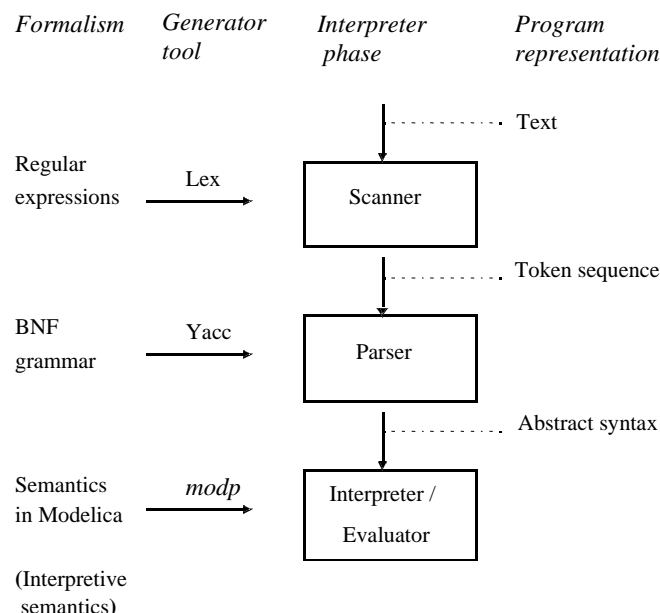 Formalism
Generator
tool
Interpreter
phase
Program
representation
Text
Regular
expressions
Lex
Scanner
Token sequence
BNF
grammar
Yacc
Parser
Abstract syntax
Semantics
in Modelica
modp
Interpreter /
Evaluator
(Interpretive
semantics)